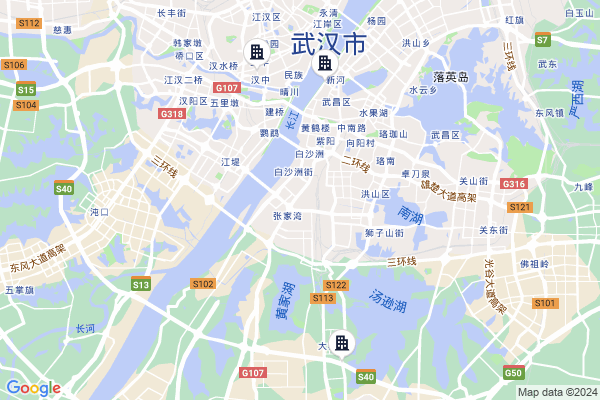 长丰街
江汉区
永清
杨园
白玉山
S112
慈惠
江岸区
红旗
韩家墩
园
武汉市
洪山乡
S7
硚口区
三环线
S106
汉水桥
民族
新河
武东
江汉二桥
汉中
落英岛
S15
G107
晴川
水云乡
严西湖
S104
汉阳区
五里墩
武昌区
G318
建桥
长江
水果湖
东风镇
鹦鹉
黄鹤楼
中南路
珞珈山
武昌区
紫阳
向阳村
江堤
白沙洲
二环线
珞南
三环线
白沙洲街
卓刀泉
关山街
G316
九峰
S40
洪山区
雄楚大道高架
沌口
张家湾
南湖
S121
狮子山街
关东街
东风大道高架
三环线
光谷大道高架
佛祖岭
S13
S102
S122
五掌旗
黄家湖
S113
汤逊湖
S101
长河
大
G107
S40
G50
Google
Map data ©2024